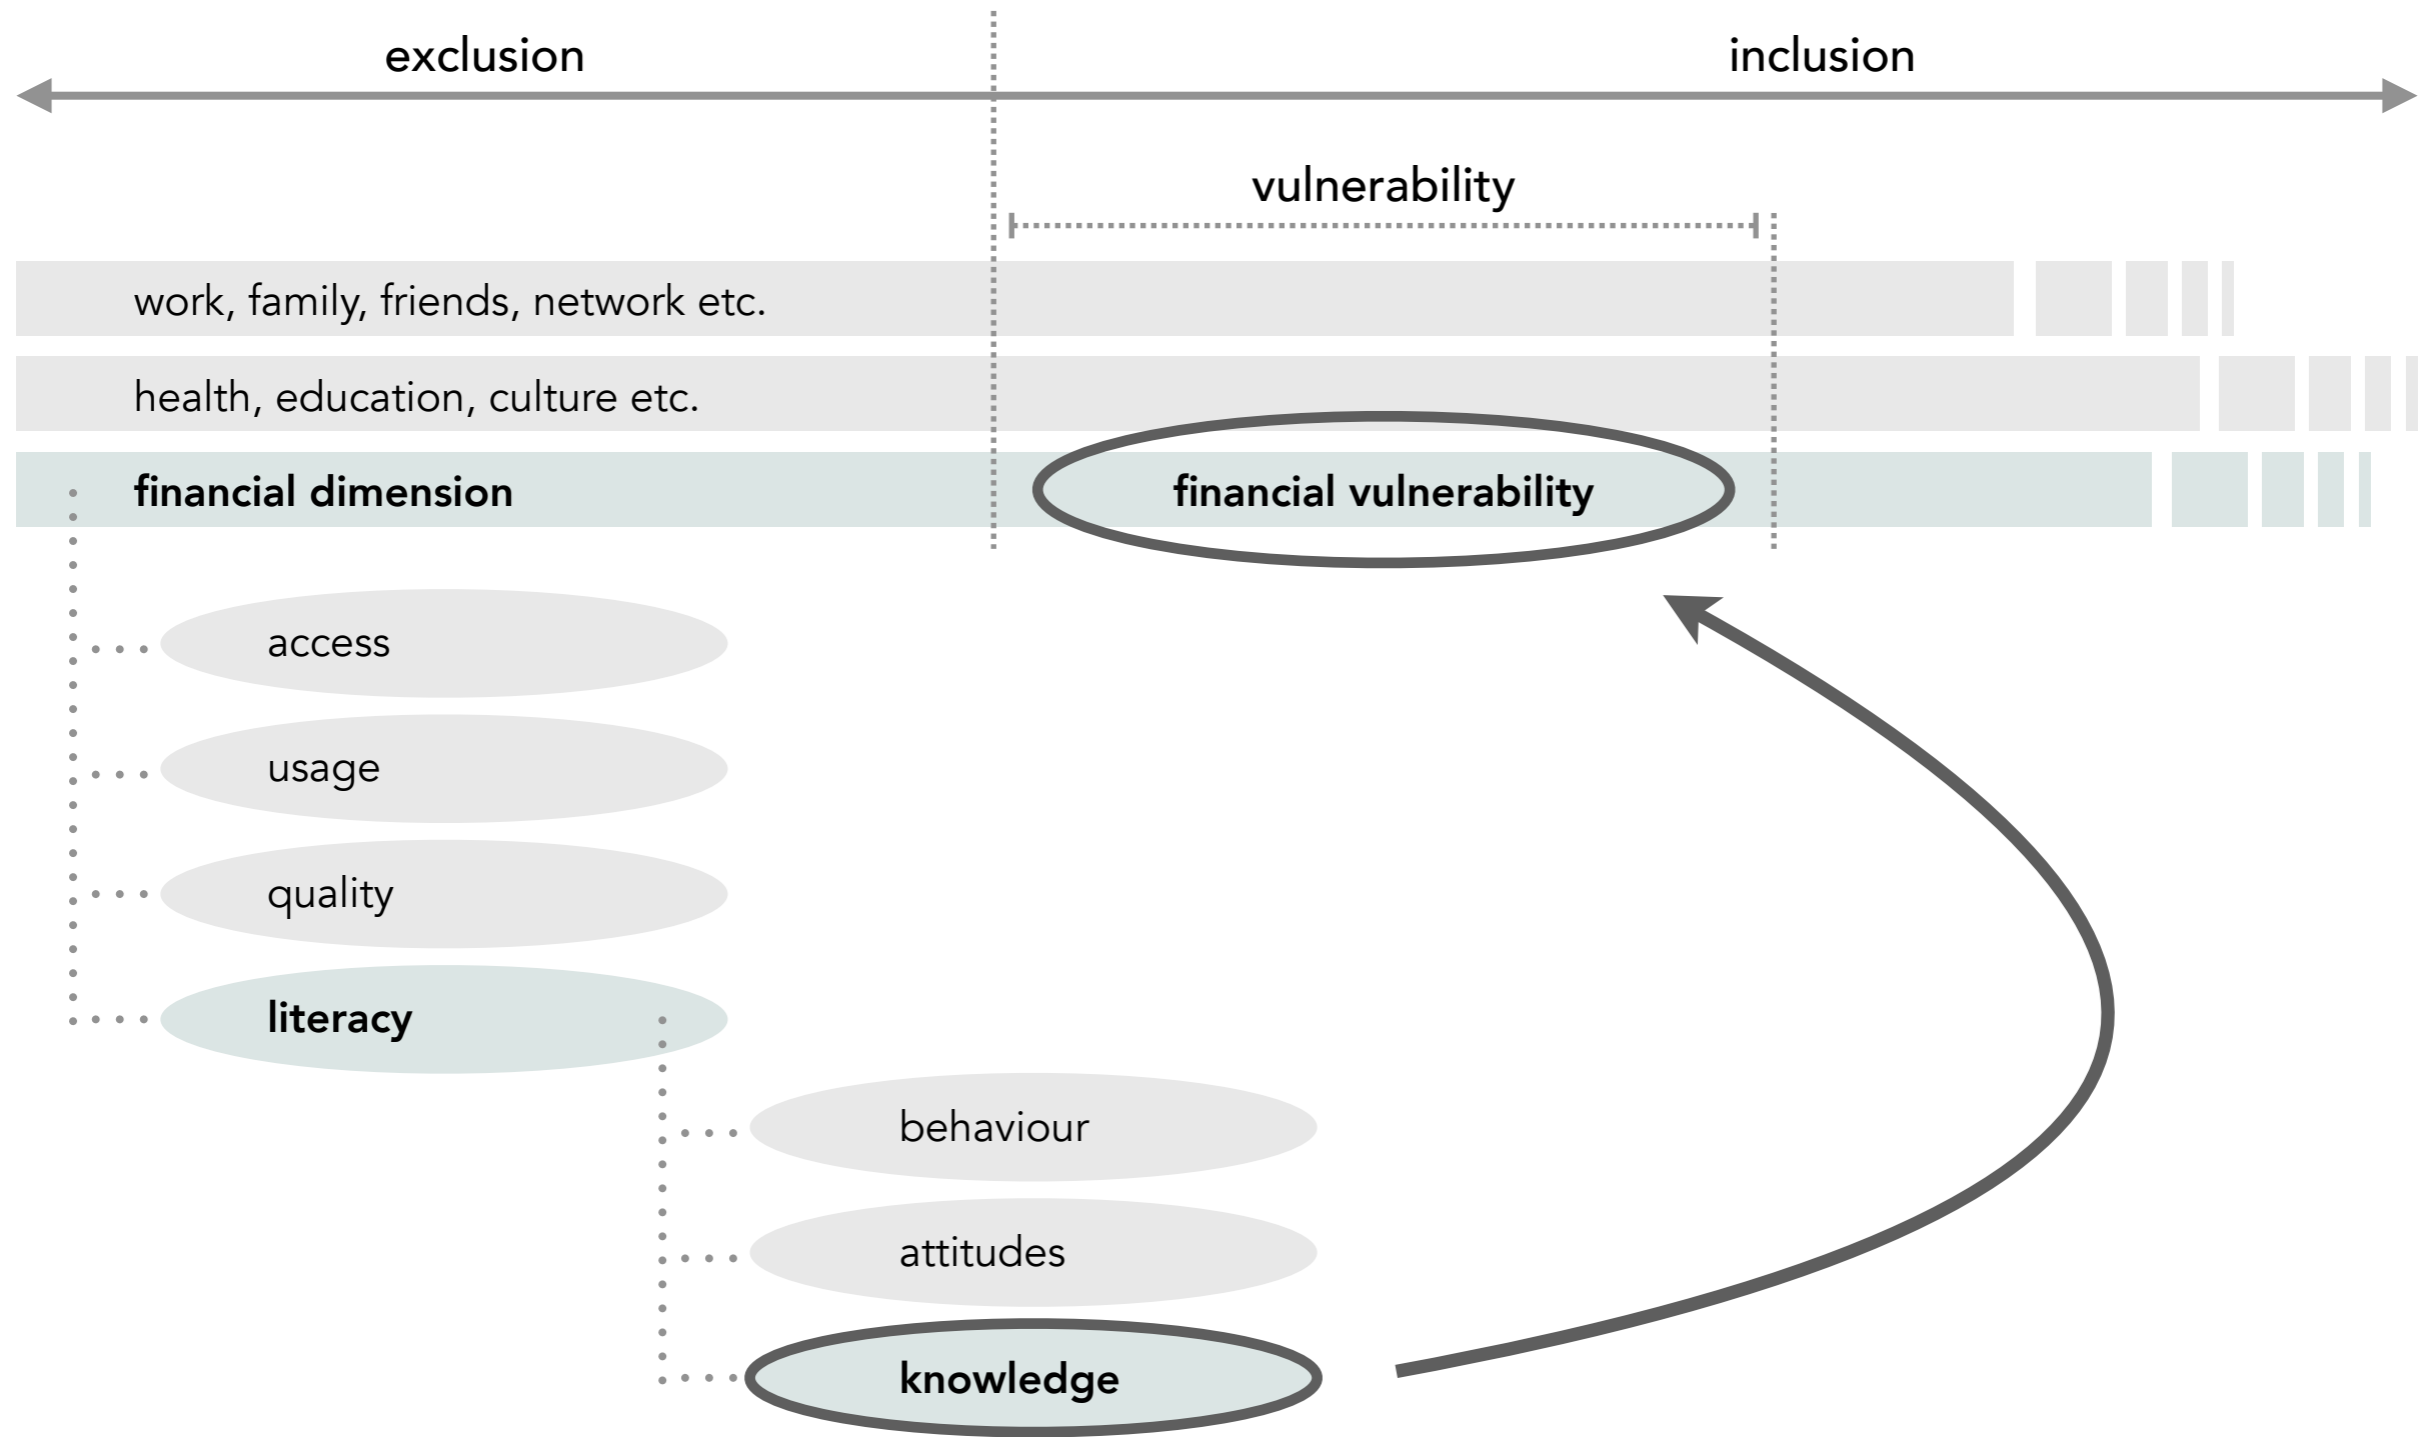 exclusion
inclusion
vulnerability
work, family, friends, network etc.
health, education, culture etc.
financial dimension
financial vulnerability
access
usage
quality
literacy
behaviour
attitudes
knowledge